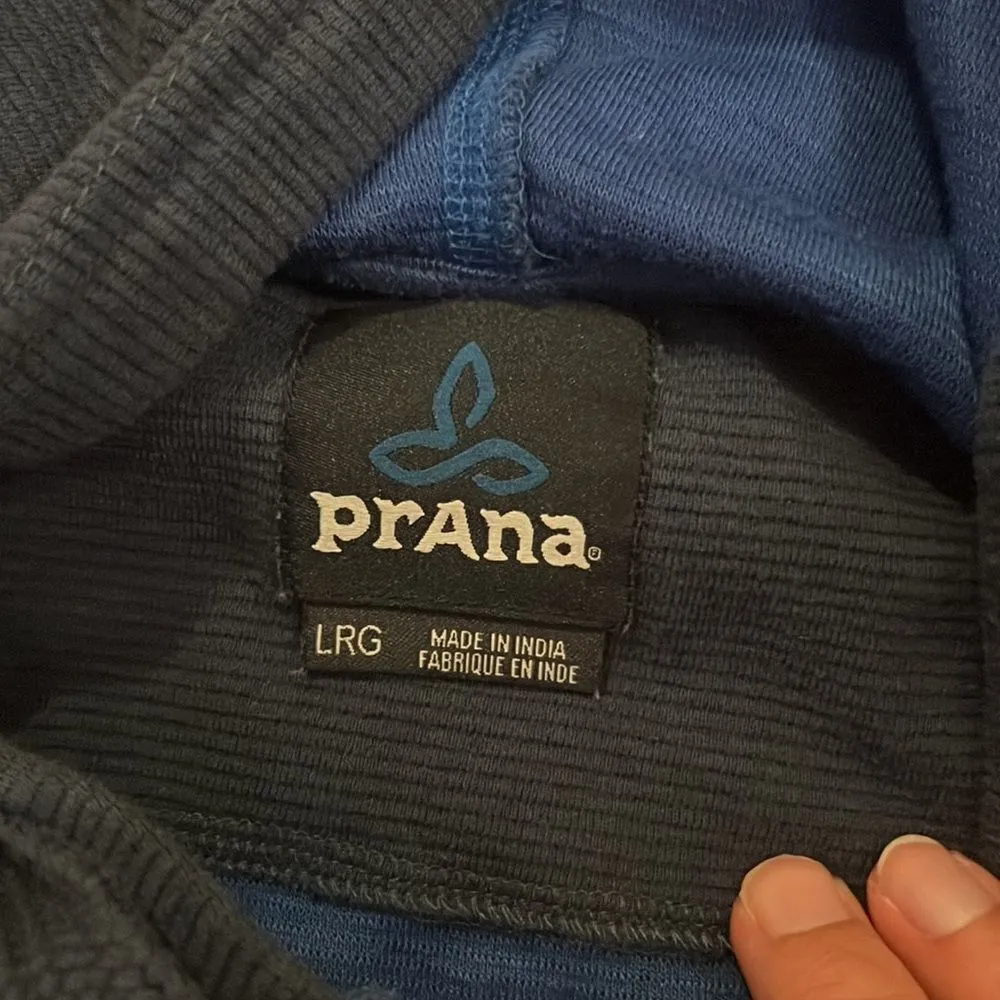 prAna®
LRG
MADE IN INDIA
FABRIQUE EN INDE